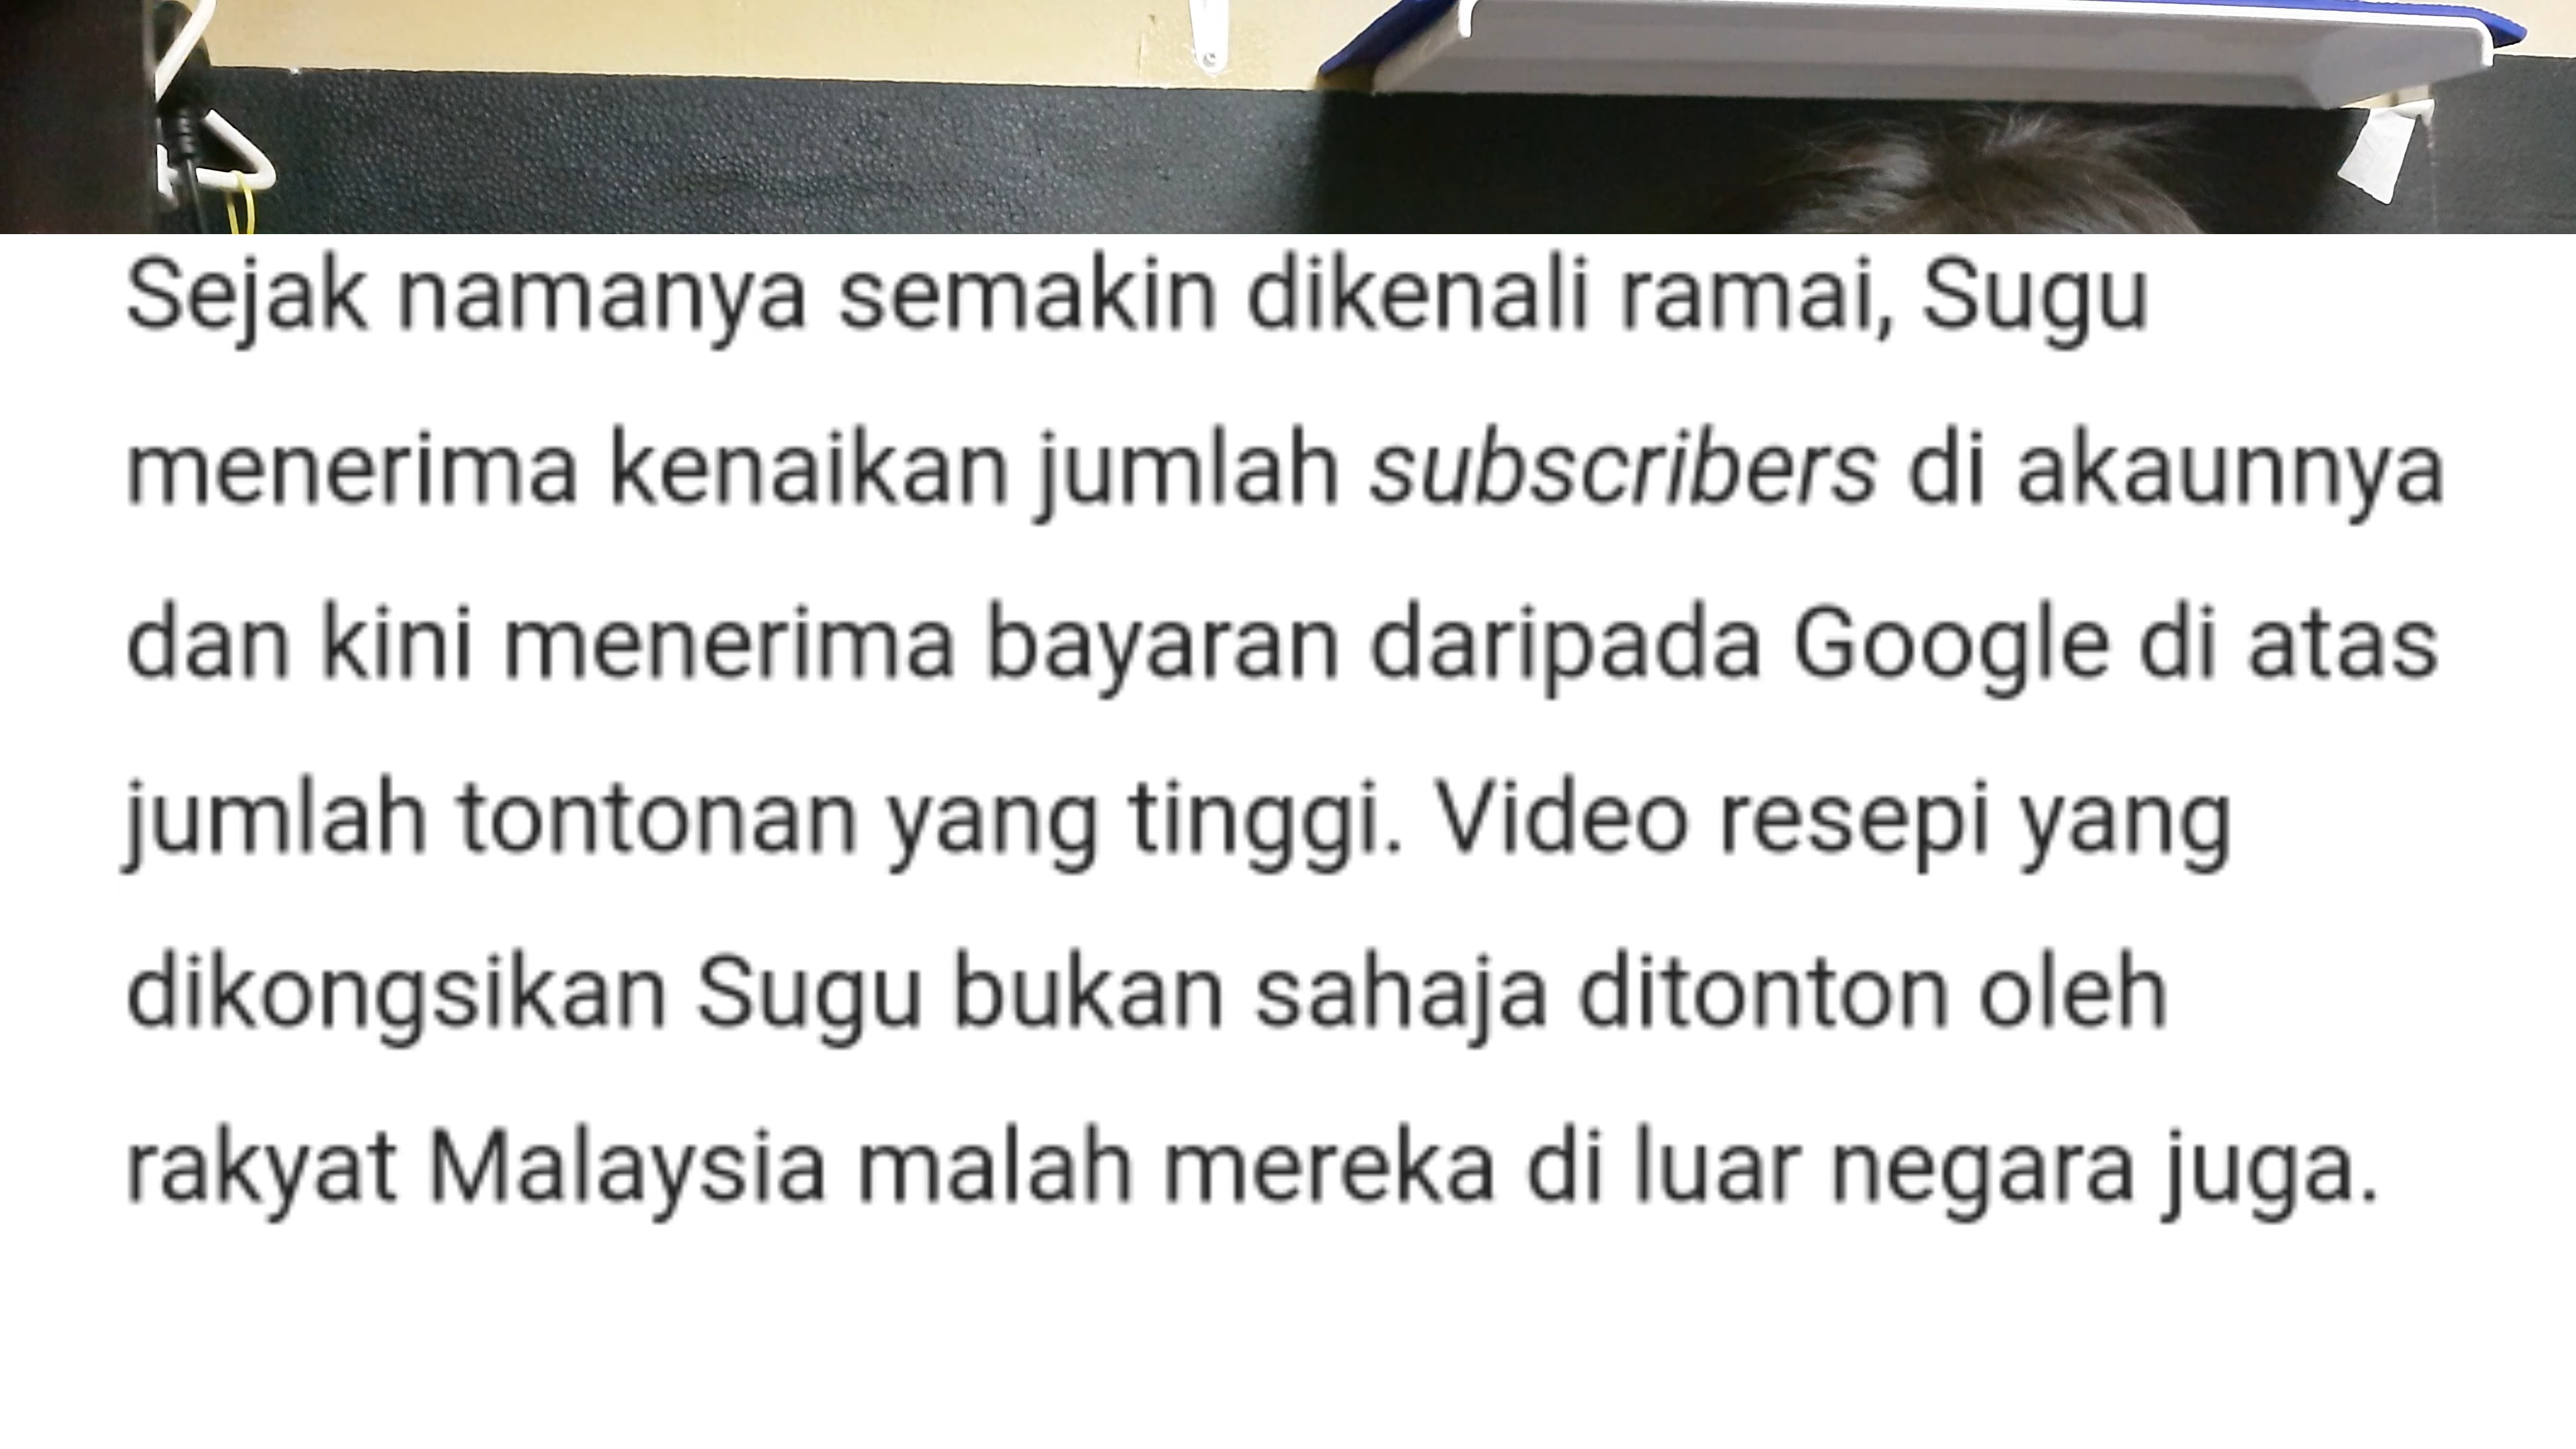 Sejak namanya semakin dikenali ramai, Sugu
menerima kenaikan jumlah subscribers di akaunnya
dan kini menerima bayaran daripada Google di atas
jumlah tontonan yang tinggi. Video resepi yang
dikongsikan Sugu bukan sahaja ditonton oleh
rakyat Malaysia malah mereka di luar negara juga.